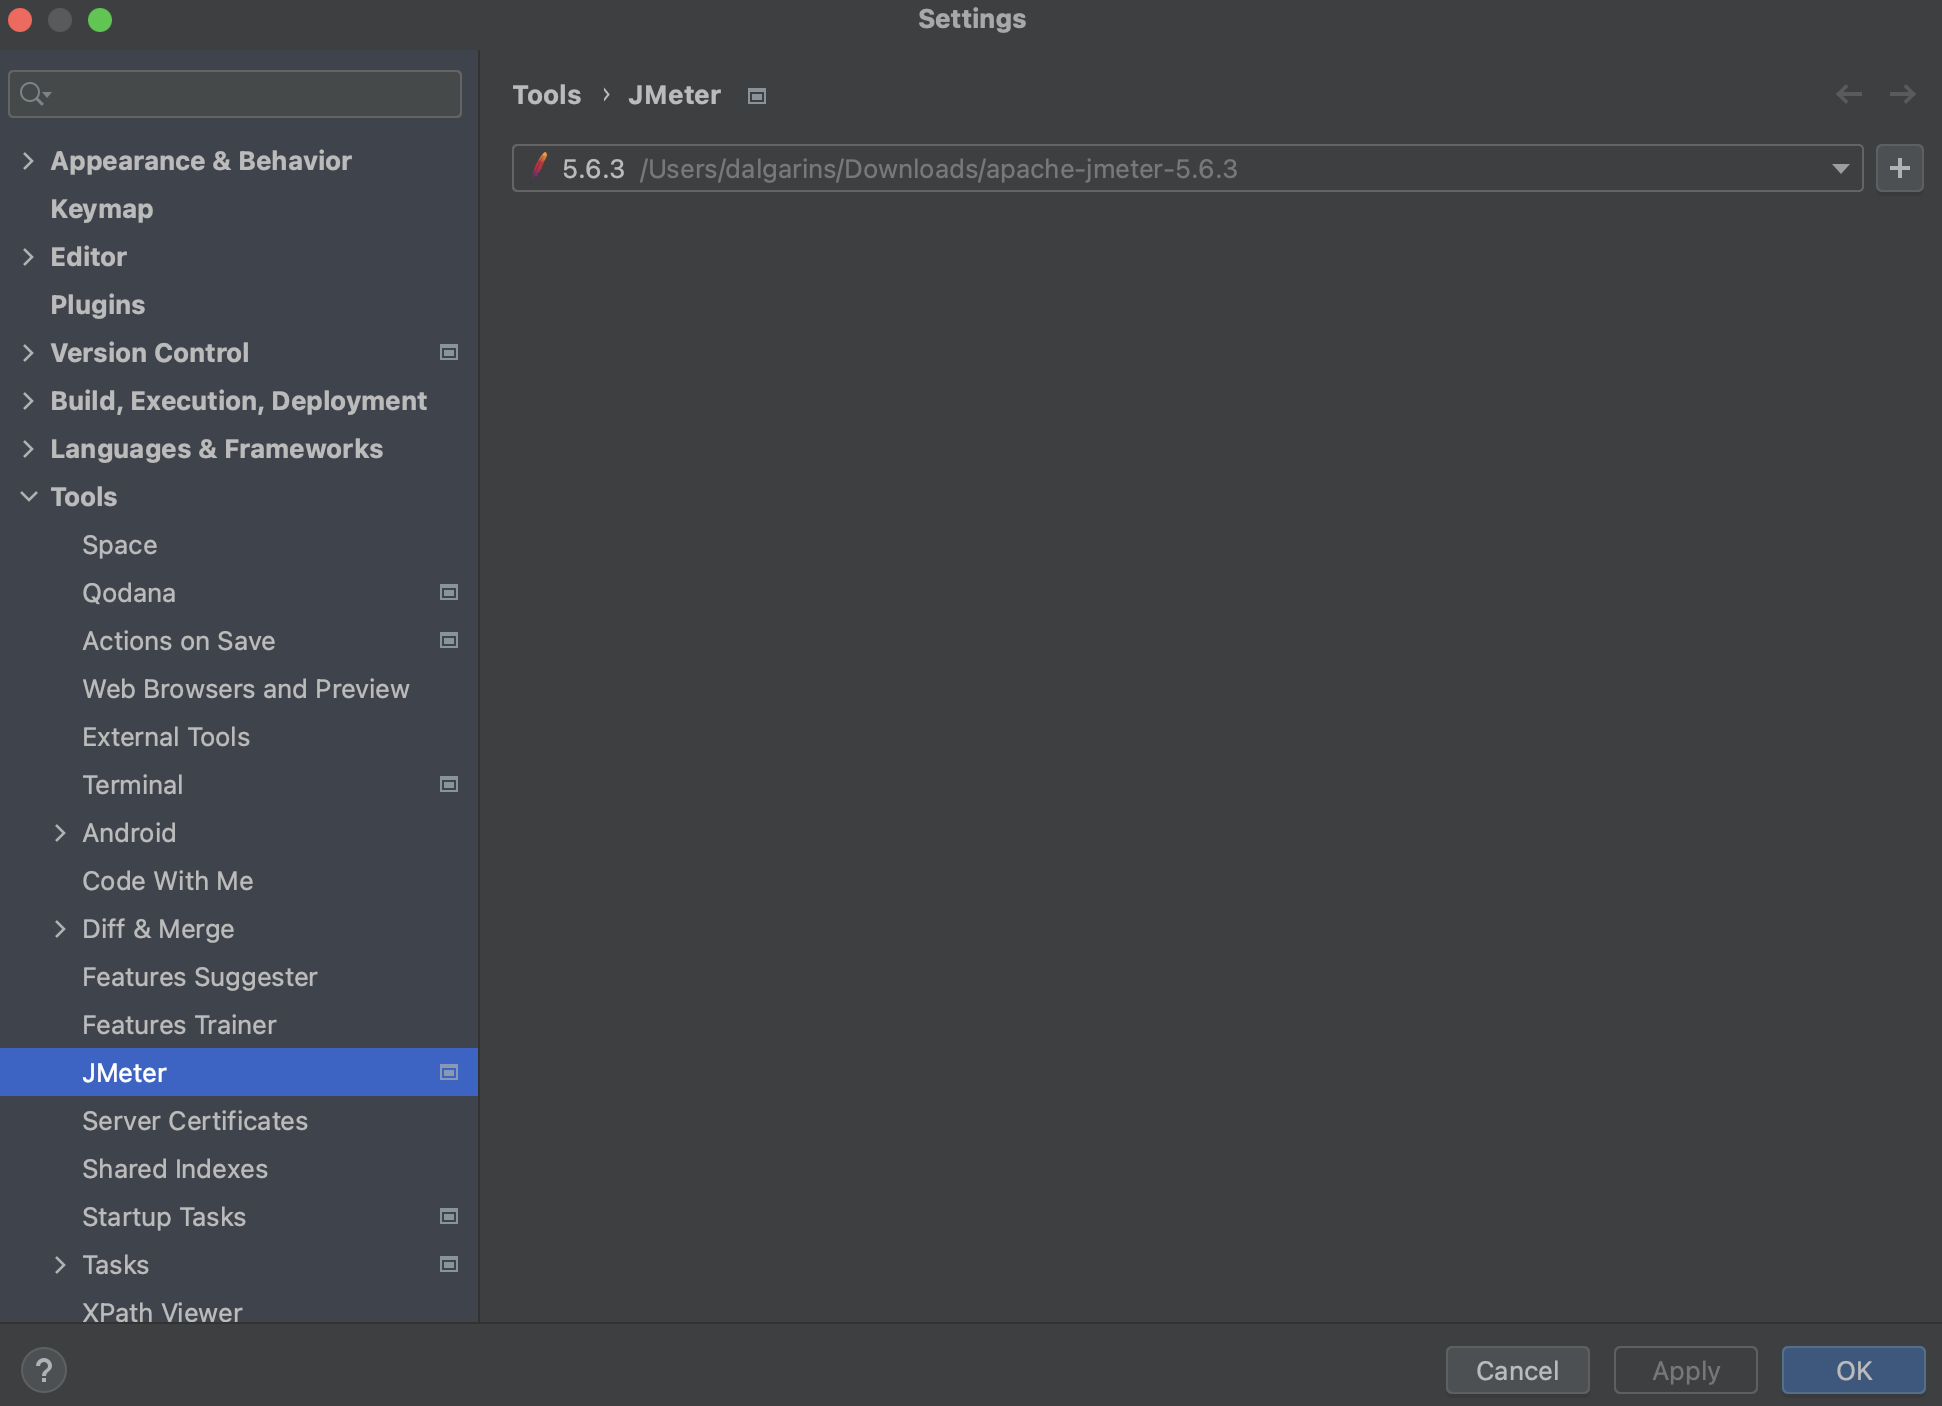 Settings
Tools › JMeter
5.6.3 /Users/dalgarins/Downloads/apache-jmeter-5.6.3
Appearance & Behavior
Keymap
Editor
Plugins
Version Control
Build, Execution, Deployment
Languages & Frameworks
Tools
Space
Qodana
Actions on Save
Web Browsers and Preview
External Tools
Terminal
Android
Code With Me
Diff & Merge
Features Suggester
Features Trainer
JMeter
Server Certificates
Shared Indexes
Startup Tasks
Tasks
XPath Viewer
? Cancel Apply OK